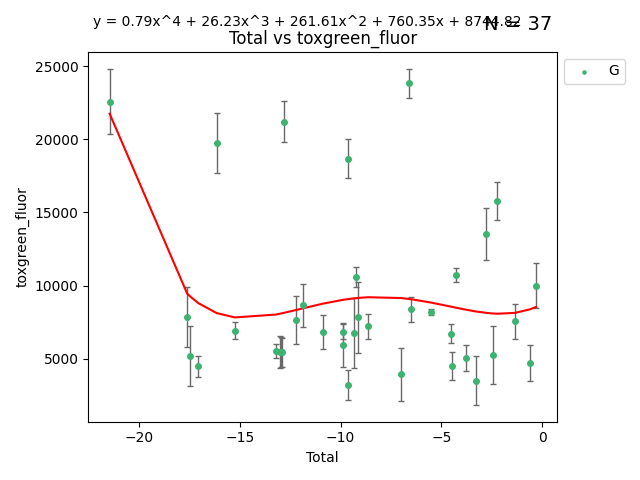 y = 0.79x^4 + 26.23x^3 + 261.61x^2 + 760.35x + 8744.82
N = 37
Total vs toxgreen_fluor
G
25000
20000
15000
10000
5000
toxgreen_fluor
−20
−15
−10
−5
0
Total